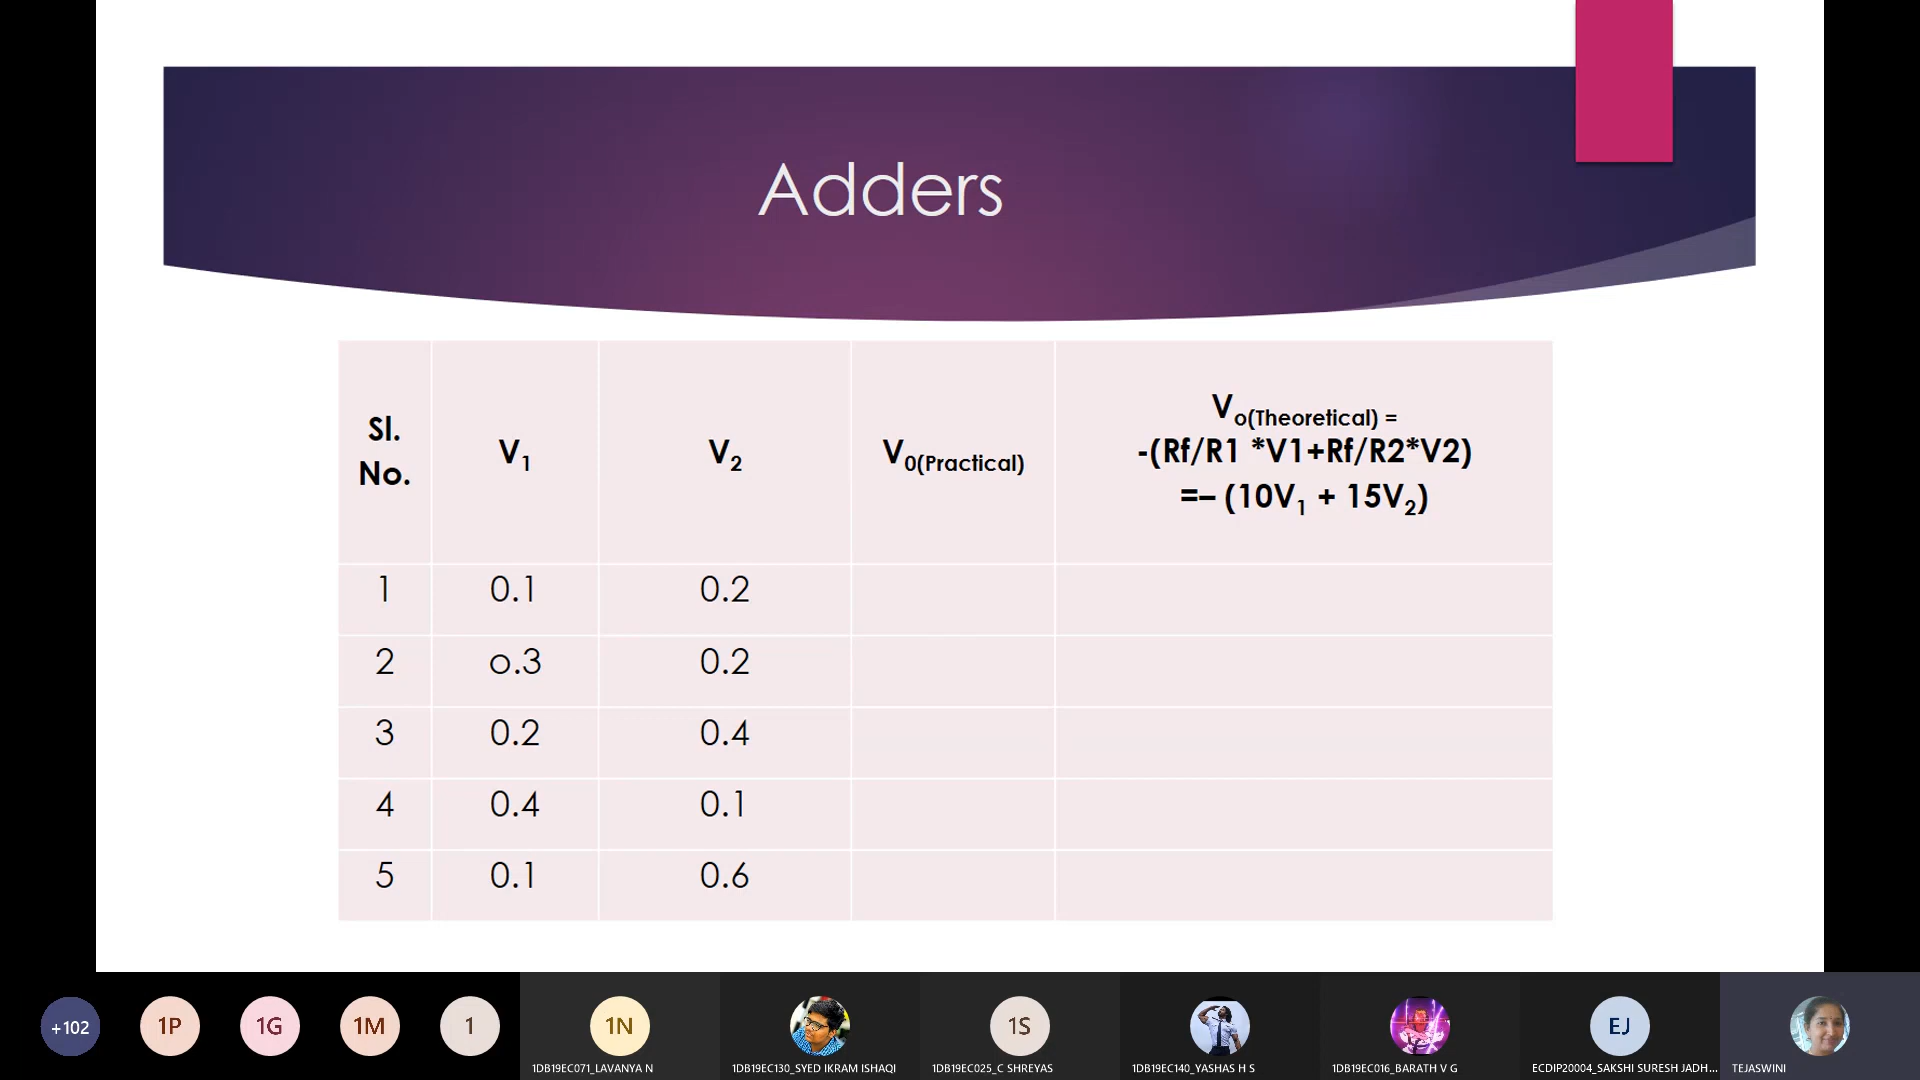 Adders
Sl.
No.
V1
V2
V0(Practical)
Vo(Theoretical) =
-(Rf/R1 *V1+Rf/R2*V2)
=– (10V1 + 15V2)
1 0.1 0.2
2 o.3 0.2
3 0.2 0.4
4 0.4 0.1
5 0.1 0.6
+102
1P
1G
1M
1
1N
1S
EJ
1DB19EC071_LAVANYA N
1DB19EC130_SYED IKRAM ISHAQI
1DB19EC025_C SHREYAS
1DB19EC140_YASHAS H S
1DB19EC016_BARATH V G
ECDIP20004_SAKSHI SURESH JADH...
TEJASWINI